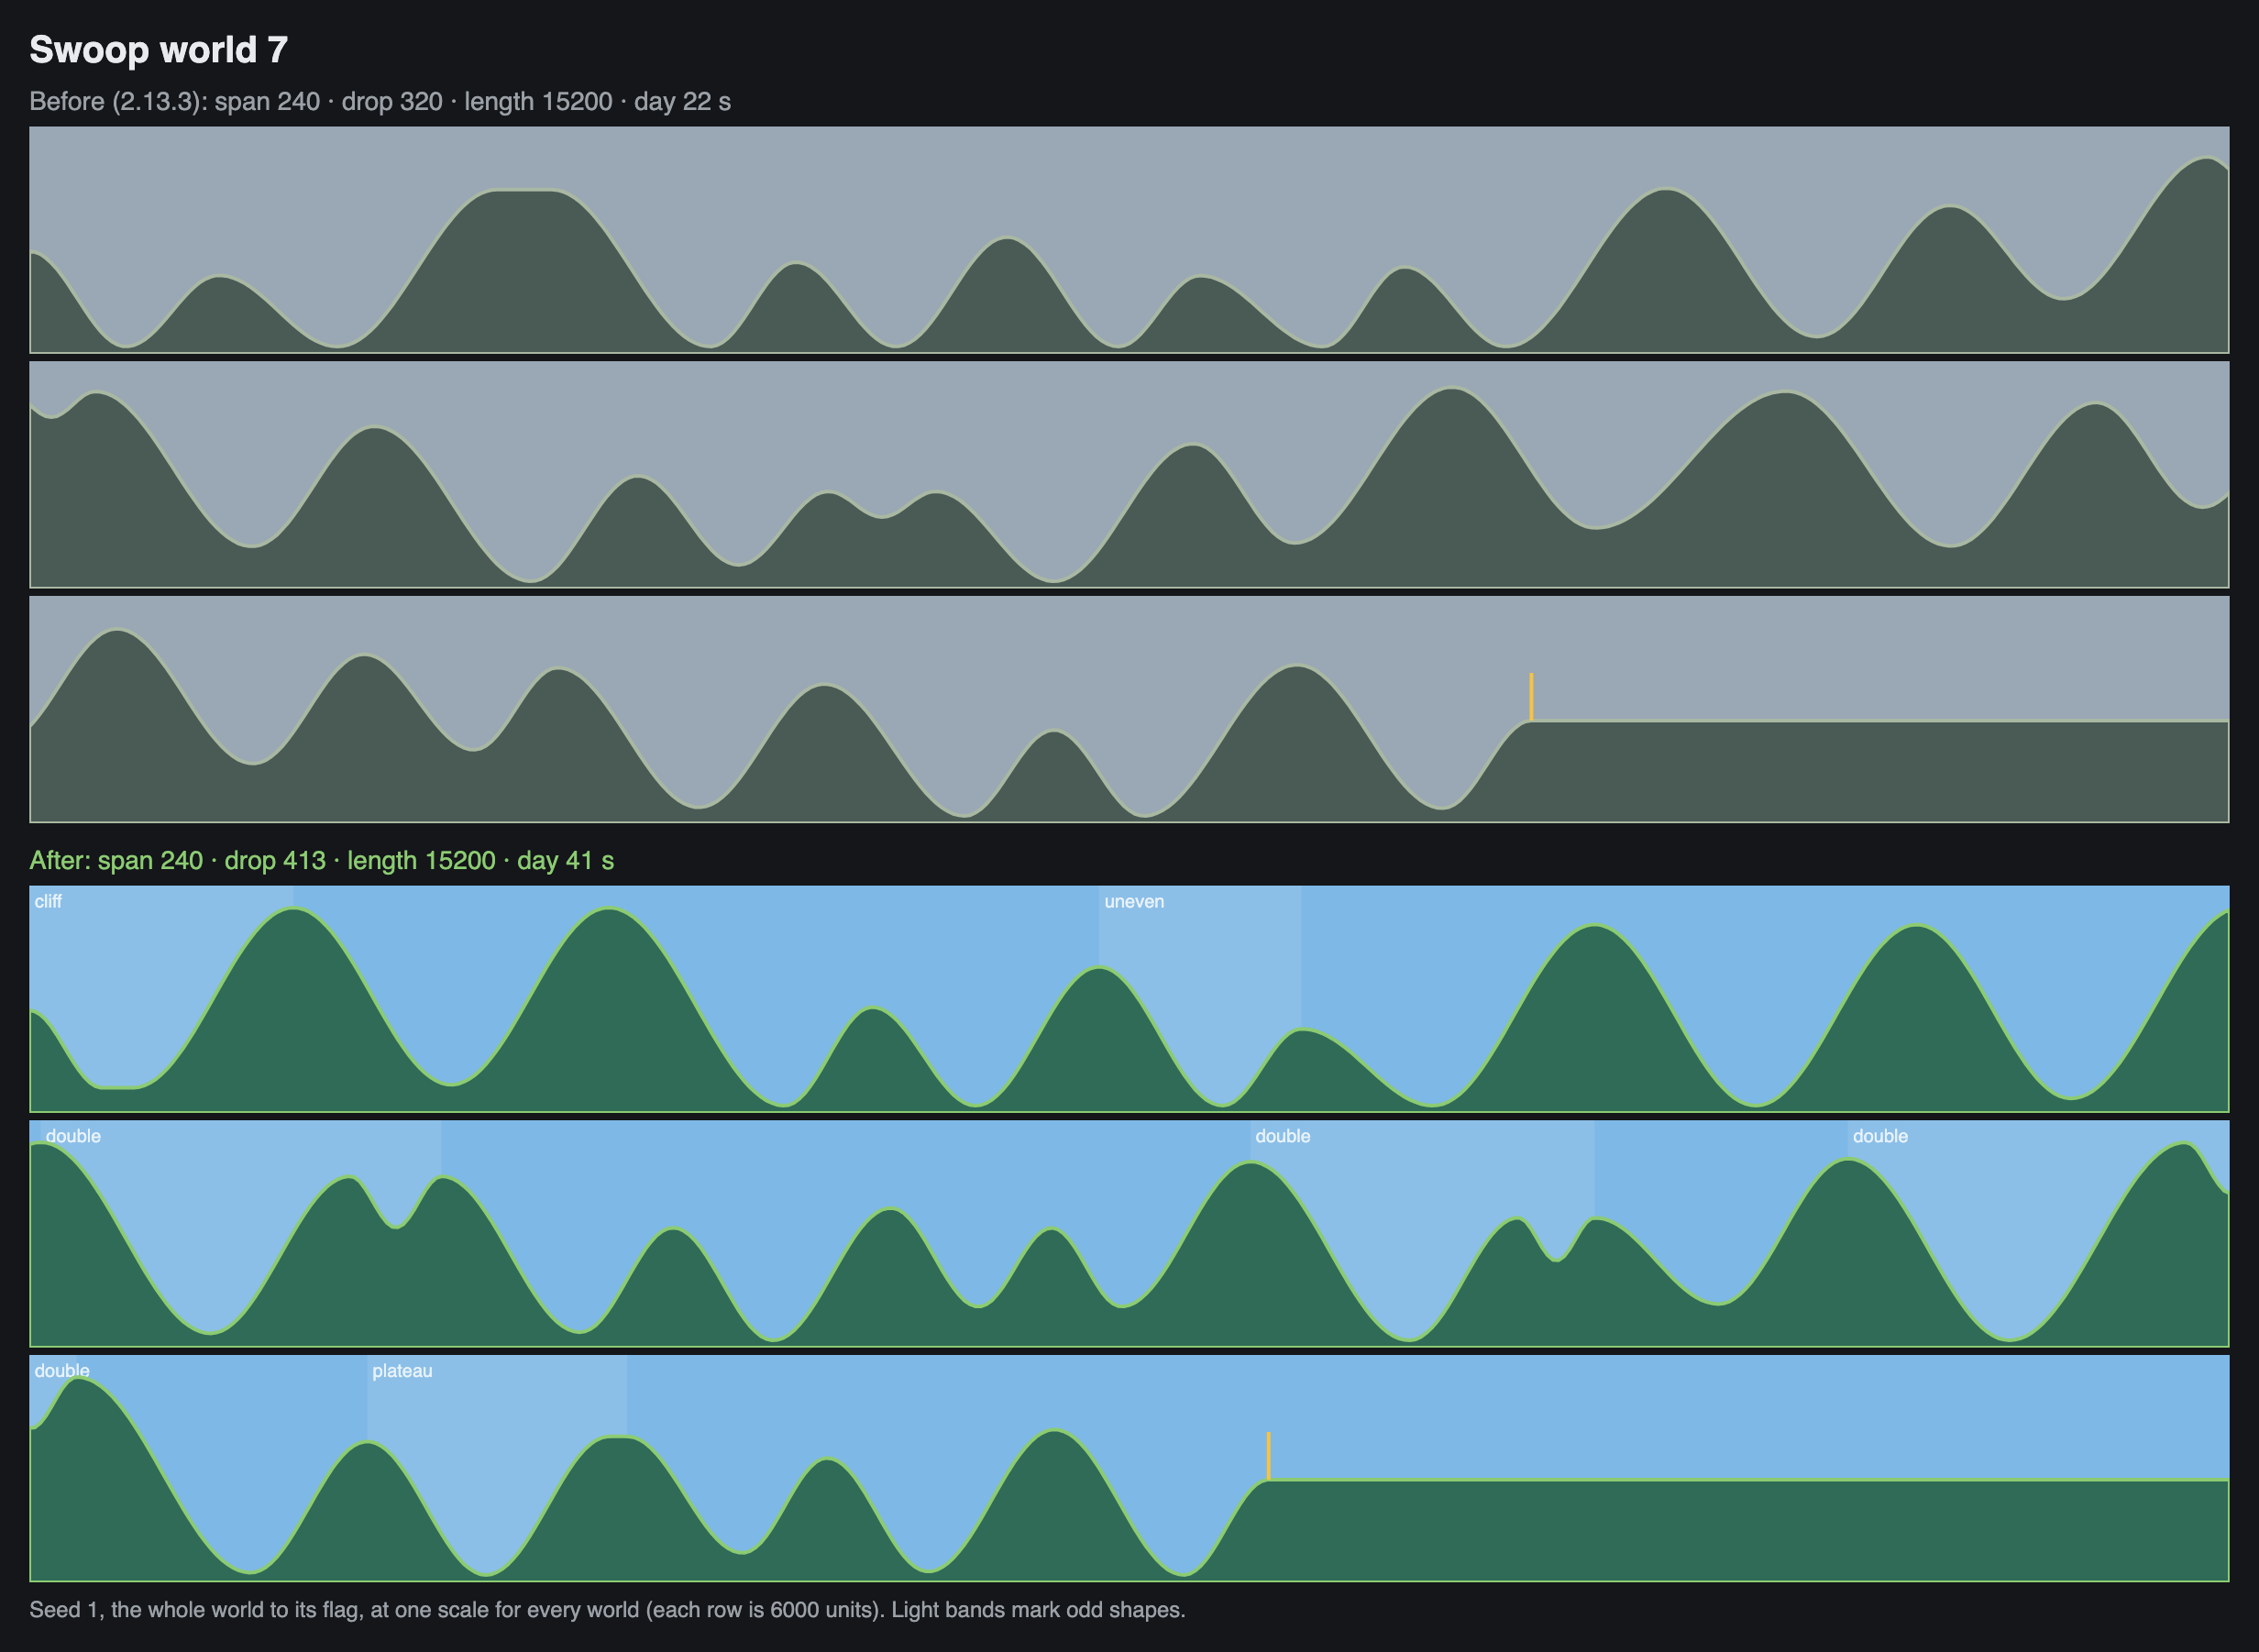 Swoop world 7
Before (2.13.3): span 240 · drop 320 · length 15200 · day 22 s
After: span 240 · drop 413 · length 15200 · day 41 s
cliff
uneven
double
double
double
double
plateau
Seed 1, the whole world to its flag, at one scale for every world (each row is 6000 units). Light bands mark odd shapes.